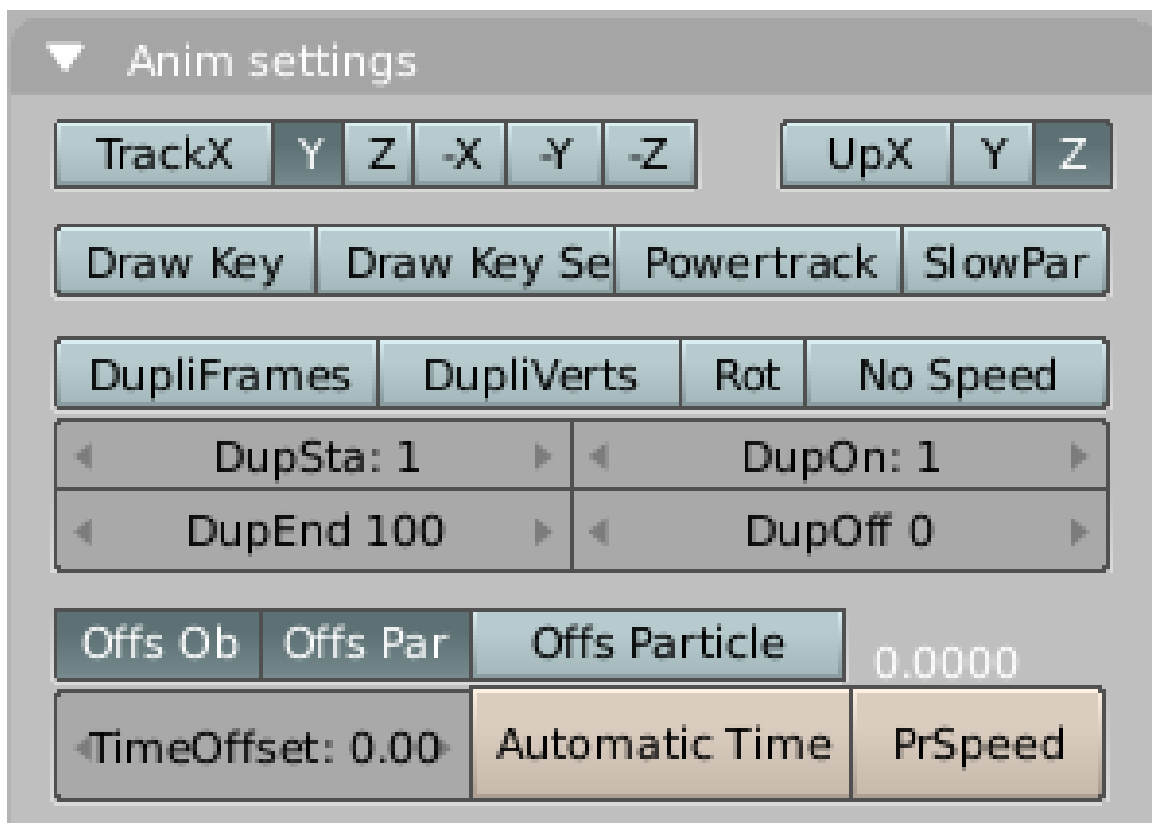 Anim settings
TrackX Y Z -X -Y -Z UpX Y Z
Draw Key Draw Key Se Powertrack SlowPar
DupliFrames DupliVerts Rot No Speed
DupSta: 1 DupOn: 1
DupEnd 100 DupOff 0
Offs Ob Offs Par Offs Particle 0.0000
TimeOffset: 0.00 Automatic Time PrSpeed